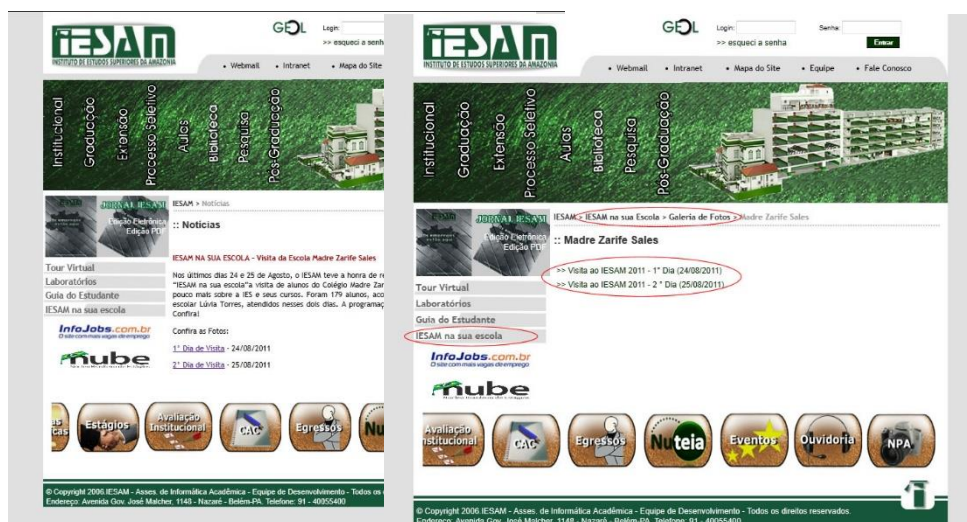 iESAM
INSTITUTO DE ESTUDOS SUPERIORES DA AMAZONIA
GEOL
Login:
>> esqueci a senh
• Webmail • Intranet • Mapa do Site
Institucional
Graducção
Extensão
Processo Seletivo
Aulas
Biblioteca
Pesquisa
Pós-Graducção
JORNAL IESAM
Edição Eletrônica
Edição PDF
IESAM > Notícias
:: Notícias
IESAM NA SUA ESCOLA - Visita da Escola Madre Zarife Sales
Nos últimos dias 24 e 25 de Agosto, o IESAM teve a honra de re
"IESAM na sua escola"a visita de alunos do Colégio Madre Zar
pouco mais sobre a IES e seus cursos. Foram 179 alunos, aco
escolar Lúvia Torres, atendidos nesses dois dias. A programaç
Confira!
Confira as Fotos:
1° Dia de Visita - 24/08/2011
2° Dia de Visita - 25/08/2011
Tour Virtual
Laboratórios
Guia do Estudante
IESAM na sua escola
InfoJobs.com.br
O site com mais vagas de emprego
nube
Estágios
Avaliação
Institucional
CAC
Egressos
Nu
© Copyright 2006 IESAM - Asses. de Informática Acadêmica - Equipe de Desenvolvimento - Todos os
Endereço: Avenida Gov. José Malcher, 1148 - Nazaré - Belém-PA. Telefone: 91 - 40055400
iESAM
INSTITUTO DE ESTUDOS SUPERIORES DA AMAZONIA
GEOL
Login:
Senha:
>> esqueci a senha
Entrar
• Webmail • Intranet • Mapa do Site • Equipe • Fale Conosco
Institucional
Graduacção
Extensão
Processo Seletivo
Aulas
Biblioteca
Pesquisa
Pós-Graduacção
JORNAL IESAM
Edição Eletrônica
Edição PDF
IESAM > IESAM na sua Escola > Galeria de Fotos > Madre Zarife Sales
:: Madre Zarife Sales
>> Visita ao IESAM 2011 - 1° Dia (24/08/2011)
>> Visita ao IESAM 2011 - 2 ° Dia (25/08/2011)
Tour Virtual
Laboratórios
Guia do Estudante
IESAM na sua escola
InfoJobs.com.br
O site com mais vagas de emprego
nube
Avaliação
nstitucional
CAC
Egressos
Nuteia
Eventos
Ouvidoria
NPA
© Copyright 2006 IESAM - Asses. de Informática Acadêmica - Equipe de Desenvolvimento - Todos os direitos reservados.
Endereço: Avenida Gov. José Malcher, 1148 - Nazaré - Belém-PA. Telefone: 91 - 40055400